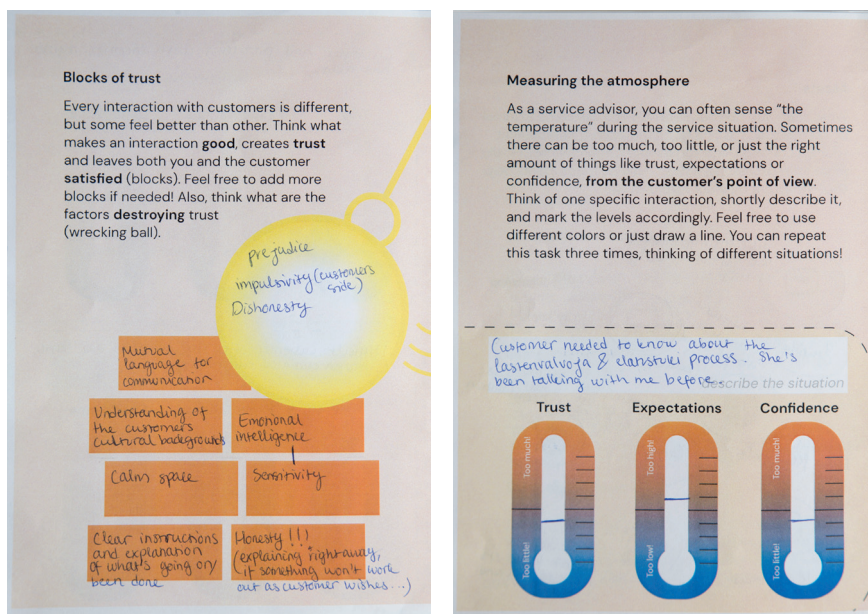 Blocks of trust
Every interaction with customers is different,
but some feel better than other. Think what
makes an interaction good, creates trust
and leaves both you and the customer
satisfied (blocks). Feel free to add more
blocks if needed! Also, think what are the
factors destroying trust
(wrecking ball).
Prejudice
impulsivity (customers
side)
Dishonesty
Mutual
language for
communication
Understanding of
the customers
cultural backgrounds
Emotional
intelligence
Calm space
Sensitivity
Clear instructions
and explanation
of what's going on/
been done
Honesty!!!
(explaining right away,
if something won't work
out as customer wishes...)
Measuring the atmosphere
As a service advisor, you can often sense “the
temperature” during the service situation. Sometimes
there can be too much, too little, or just the right
amount of things like trust, expectations or
confidence, from the customer’s point of view.
Think of one specific interaction, shortly describe it,
and mark the levels accordingly. Feel free to use
different colors or just draw a line. You can repeat
this task three times, thinking of different situations!
Customer needed to know about the
lastenvalvoja & elatustuki process. She's
been talking with me before.
describe the situation
Trust
Too much!
Too little!
Expectations
Too high!
Too low!
Confidence
Too much!
Too little!